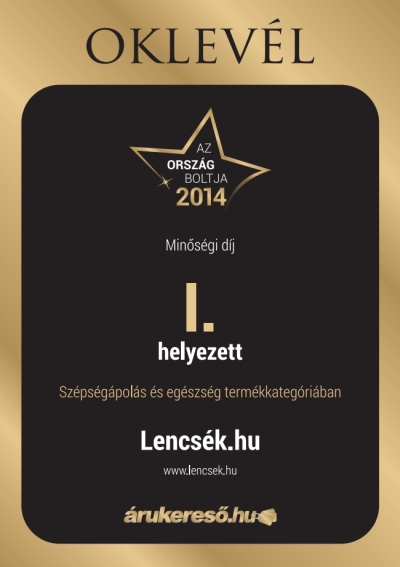 OKLEVÉL
AZ
ORSZÁG
BOLTJA
2014
Minőségi díj
I.
helyezett
Szépségápolás és egészség termékkategóriában
Lencsék.hu
www.lencsek.hu
árukereső.hu